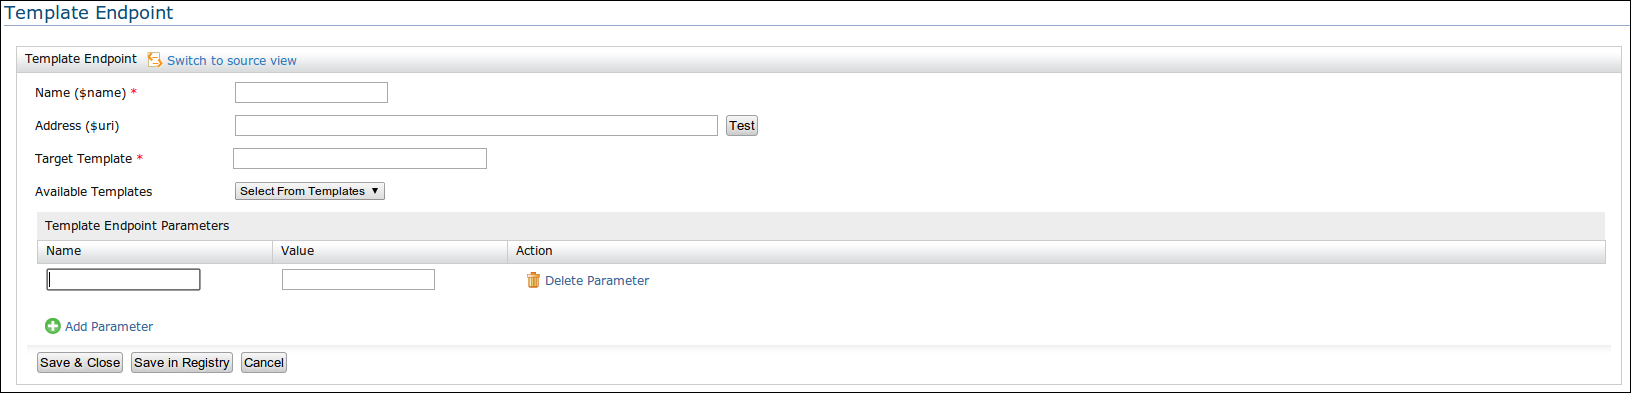 Template Endpoint
Template Endpoint Switch to source view
Name ($name) *
Address ($uri) Test
Target Template *
Available Templates Select From Templates ▼
Template Endpoint Parameters
Name Value Action
Delete Parameter
Add Parameter
Save & Close Save in Registry Cancel